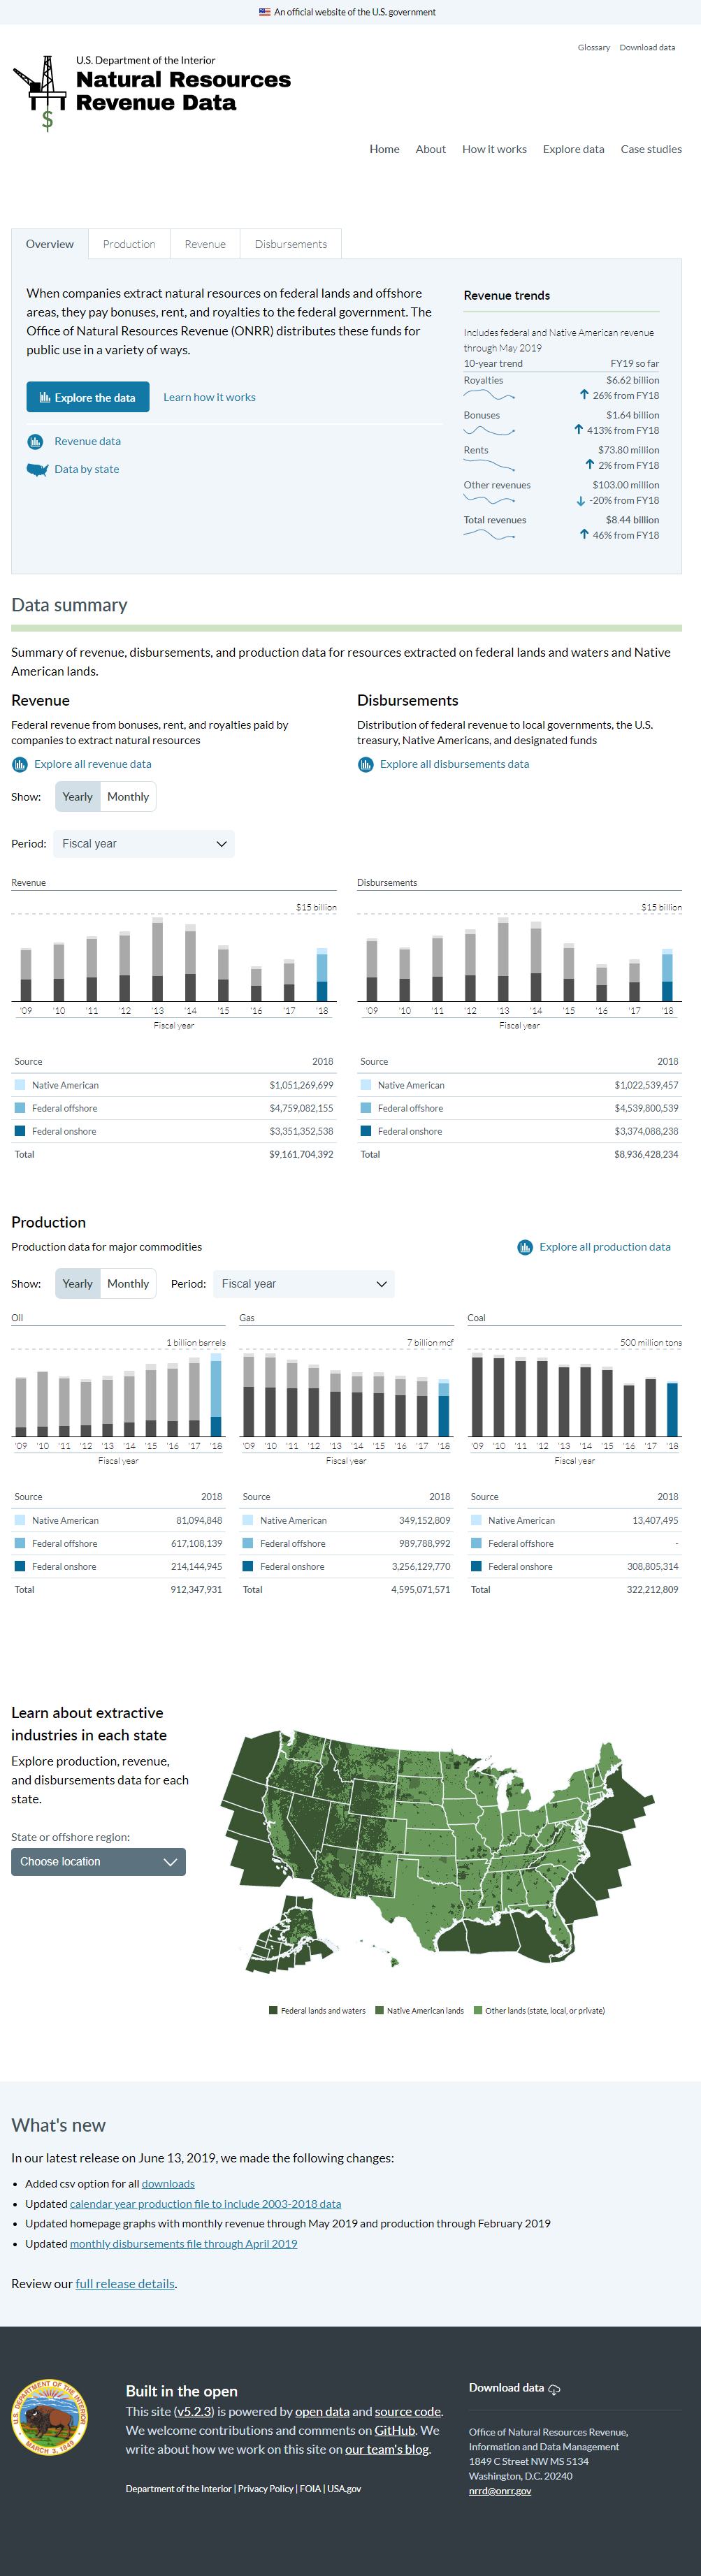 An official website of the U.S. government
Glossary Download data
U.S. Department of the Interior
Natural Resources
Revenue Data
$
Home About How it works Explore data Case studies
Overview Production Revenue Disbursements
When companies extract natural resources on federal lands and offshore
areas, they pay bonuses, rent, and royalties to the federal government. The
Office of Natural Resources Revenue (ONRR) distributes these funds for
public use in a variety of ways.
Explore the data Learn how it works
Revenue data
Data by state
Revenue trends
Includes federal and Native American revenue
through May 2019
10-year trend FY19 so far
Royalties $6.62 billion
26% from FY18
Bonuses $1.64 billion
413% from FY18
Rents $73.80 million
2% from FY18
Other revenues $103.00 million
-20% from FY18
Total revenues $8.44 billion
46% from FY18
Data summary
Summary of revenue, disbursements, and production data for resources extracted on federal lands and waters and Native
American lands.
Revenue
Federal revenue from bonuses, rent, and royalties paid by
companies to extract natural resources
Explore all revenue data
Show: Yearly Monthly
Period: Fiscal year
Disbursements
Distribution of federal revenue to local governments, the U.S.
treasury, Native Americans, and designated funds
Explore all disbursements data
Revenue
$15 billion
'09 '10 '11 '12 '13 '14 '15 '16 '17 '18
Fiscal year
Source 2018
Native American $1,051,269,699
Federal offshore $4,759,082,155
Federal onshore $3,351,352,538
Total $9,161,704,392
Disbursements
$15 billion
'09 '10 '11 '12 '13 '14 '15 '16 '17 '18
Fiscal year
Source 2018
Native American $1,022,539,457
Federal offshore $4,539,800,539
Federal onshore $3,374,088,238
Total $8,936,428,234
Production
Production data for major commodities
Explore all production data
Show: Yearly Monthly Period: Fiscal year
Oil
1 billion barrels
'09 '10 '11 '12 '13 '14 '15 '16 '17 '18
Fiscal year
Source 2018
Native American 81,094,848
Federal offshore 617,108,139
Federal onshore 214,144,945
Total 912,347,931
Gas
7 billion mcf
'09 '10 '11 '12 '13 '14 '15 '16 '17 '18
Fiscal year
Source 2018
Native American 349,152,809
Federal offshore 989,788,992
Federal onshore 3,256,129,770
Total 4,595,071,571
Coal
500 million tons
'09 '10 '11 '12 '13 '14 '15 '16 '17 '18
Fiscal year
Source 2018
Native American 13,407,495
Federal offshore -
Federal onshore 308,805,314
Total 322,212,809
Learn about extractive
industries in each state
Explore production, revenue,
and disbursements data for each
state.
State or offshore region:
Choose location
Federal lands and waters Native American lands Other lands (state, local, or private)
What's new
In our latest release on June 13, 2019, we made the following changes:
• Added csv option for all downloads
• Updated calendar year production file to include 2003-2018 data
• Updated homepage graphs with monthly revenue through May 2019 and production through February 2019
• Updated monthly disbursements file through April 2019
Review our full release details.
U.S. DEPARTMENT OF THE INTERIOR
MARCH 3, 1849
Built in the open
This site (v5.2.3) is powered by open data and source code.
We welcome contributions and comments on GitHub. We
write about how we work on this site on our team's blog.
Department of the Interior | Privacy Policy | FOIA | USA.gov
Download data
Office of Natural Resources Revenue,
Information and Data Management
1849 C Street NW MS 5134
Washington, D.C. 20240
nrrd@onrr.gov